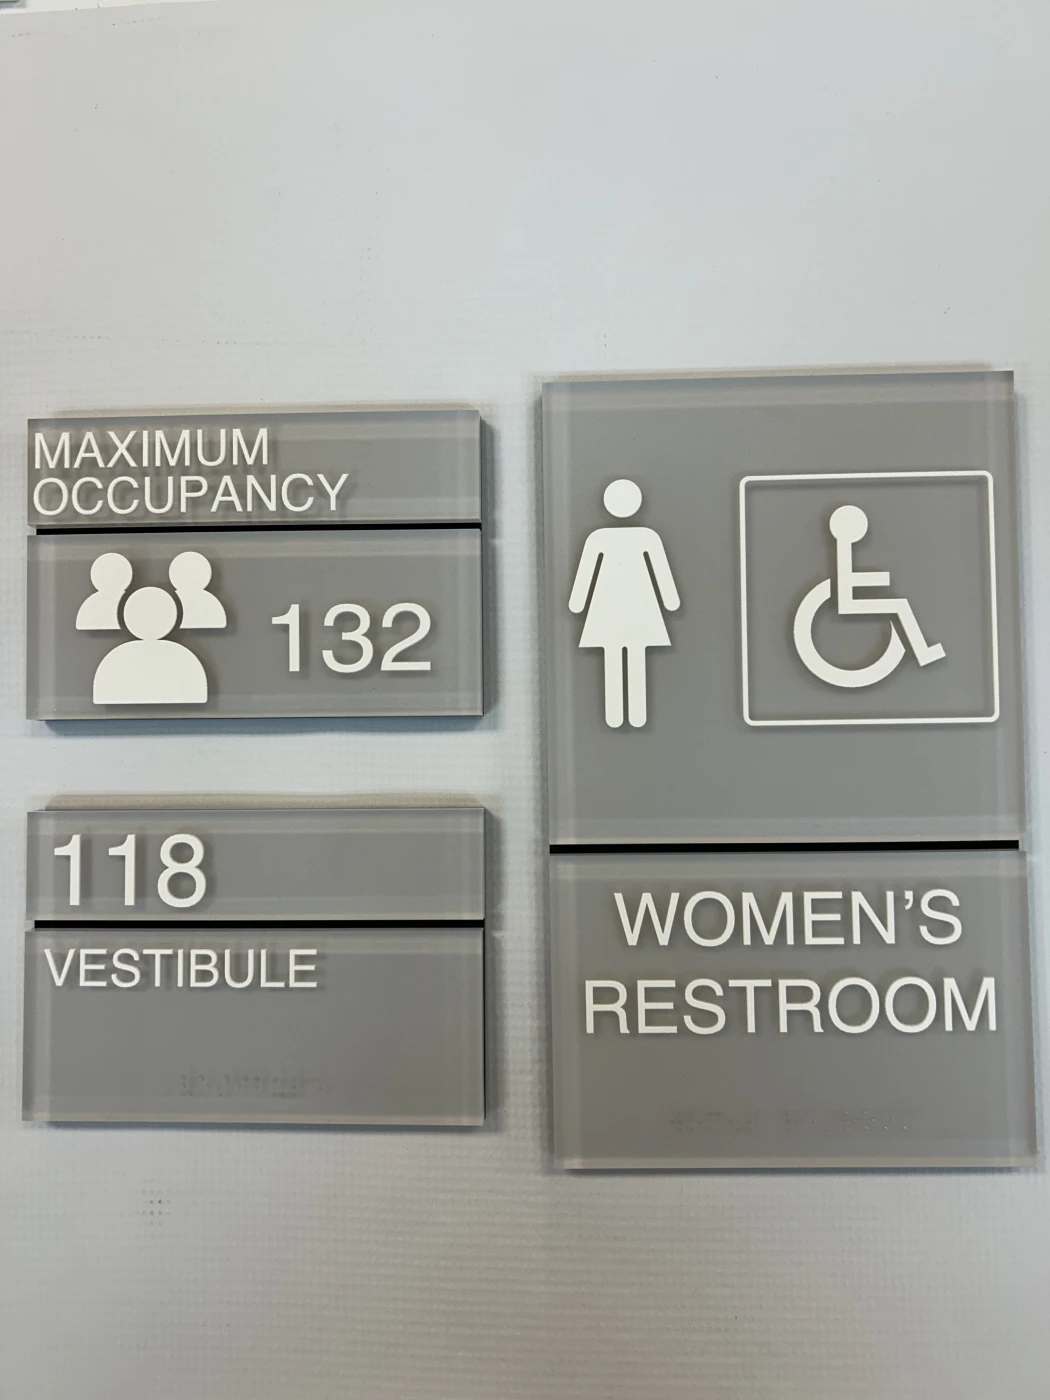 MAXIMUM
OCCUPANCY
132
118
VESTIBULE
WOMEN'S
RESTROOM